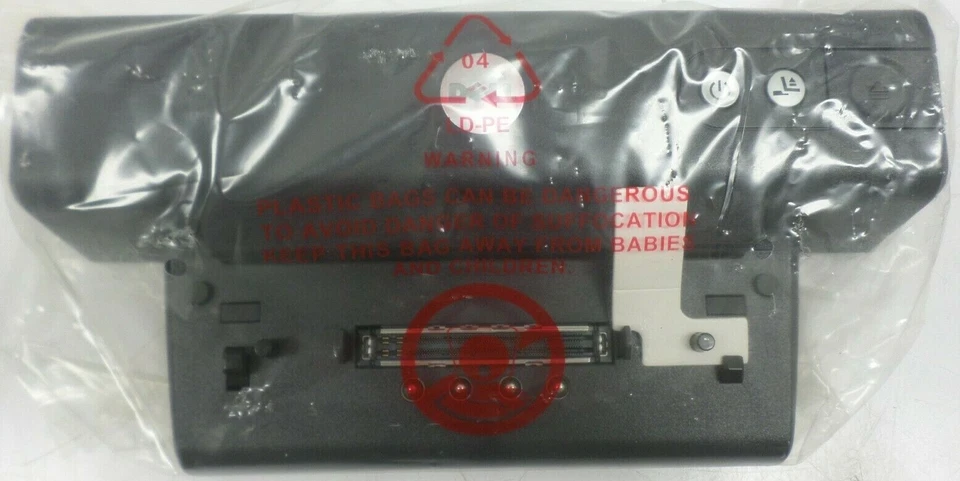 04
DELL
LD-PE
WARNING
PLASTIC BAGS CAN BE DANGEROUS
TO AVOID DANGER OF SUFFOCATION
KEEP THIS BAG AWAY FROM BABIES
AND CHILDREN.